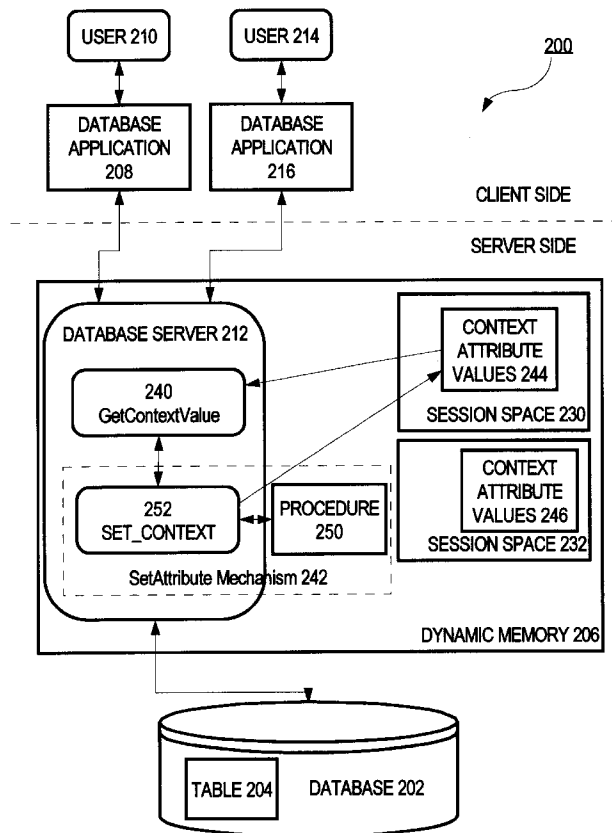 USER 210
USER 214
200
DATABASE
APPLICATION
208
DATABASE
APPLICATION
216
CLIENT SIDE
SERVER SIDE
DATABASE SERVER 212
240
GetContextValue
252
SET_CONTEXT
PROCEDURE
250
SetAttribute Mechanism 242
CONTEXT
ATTRIBUTE
VALUES 244
SESSION SPACE 230
CONTEXT
ATTRIBUTE
VALUES 246
SESSION SPACE 232
DYNAMIC MEMORY 206
TABLE 204
DATABASE 202